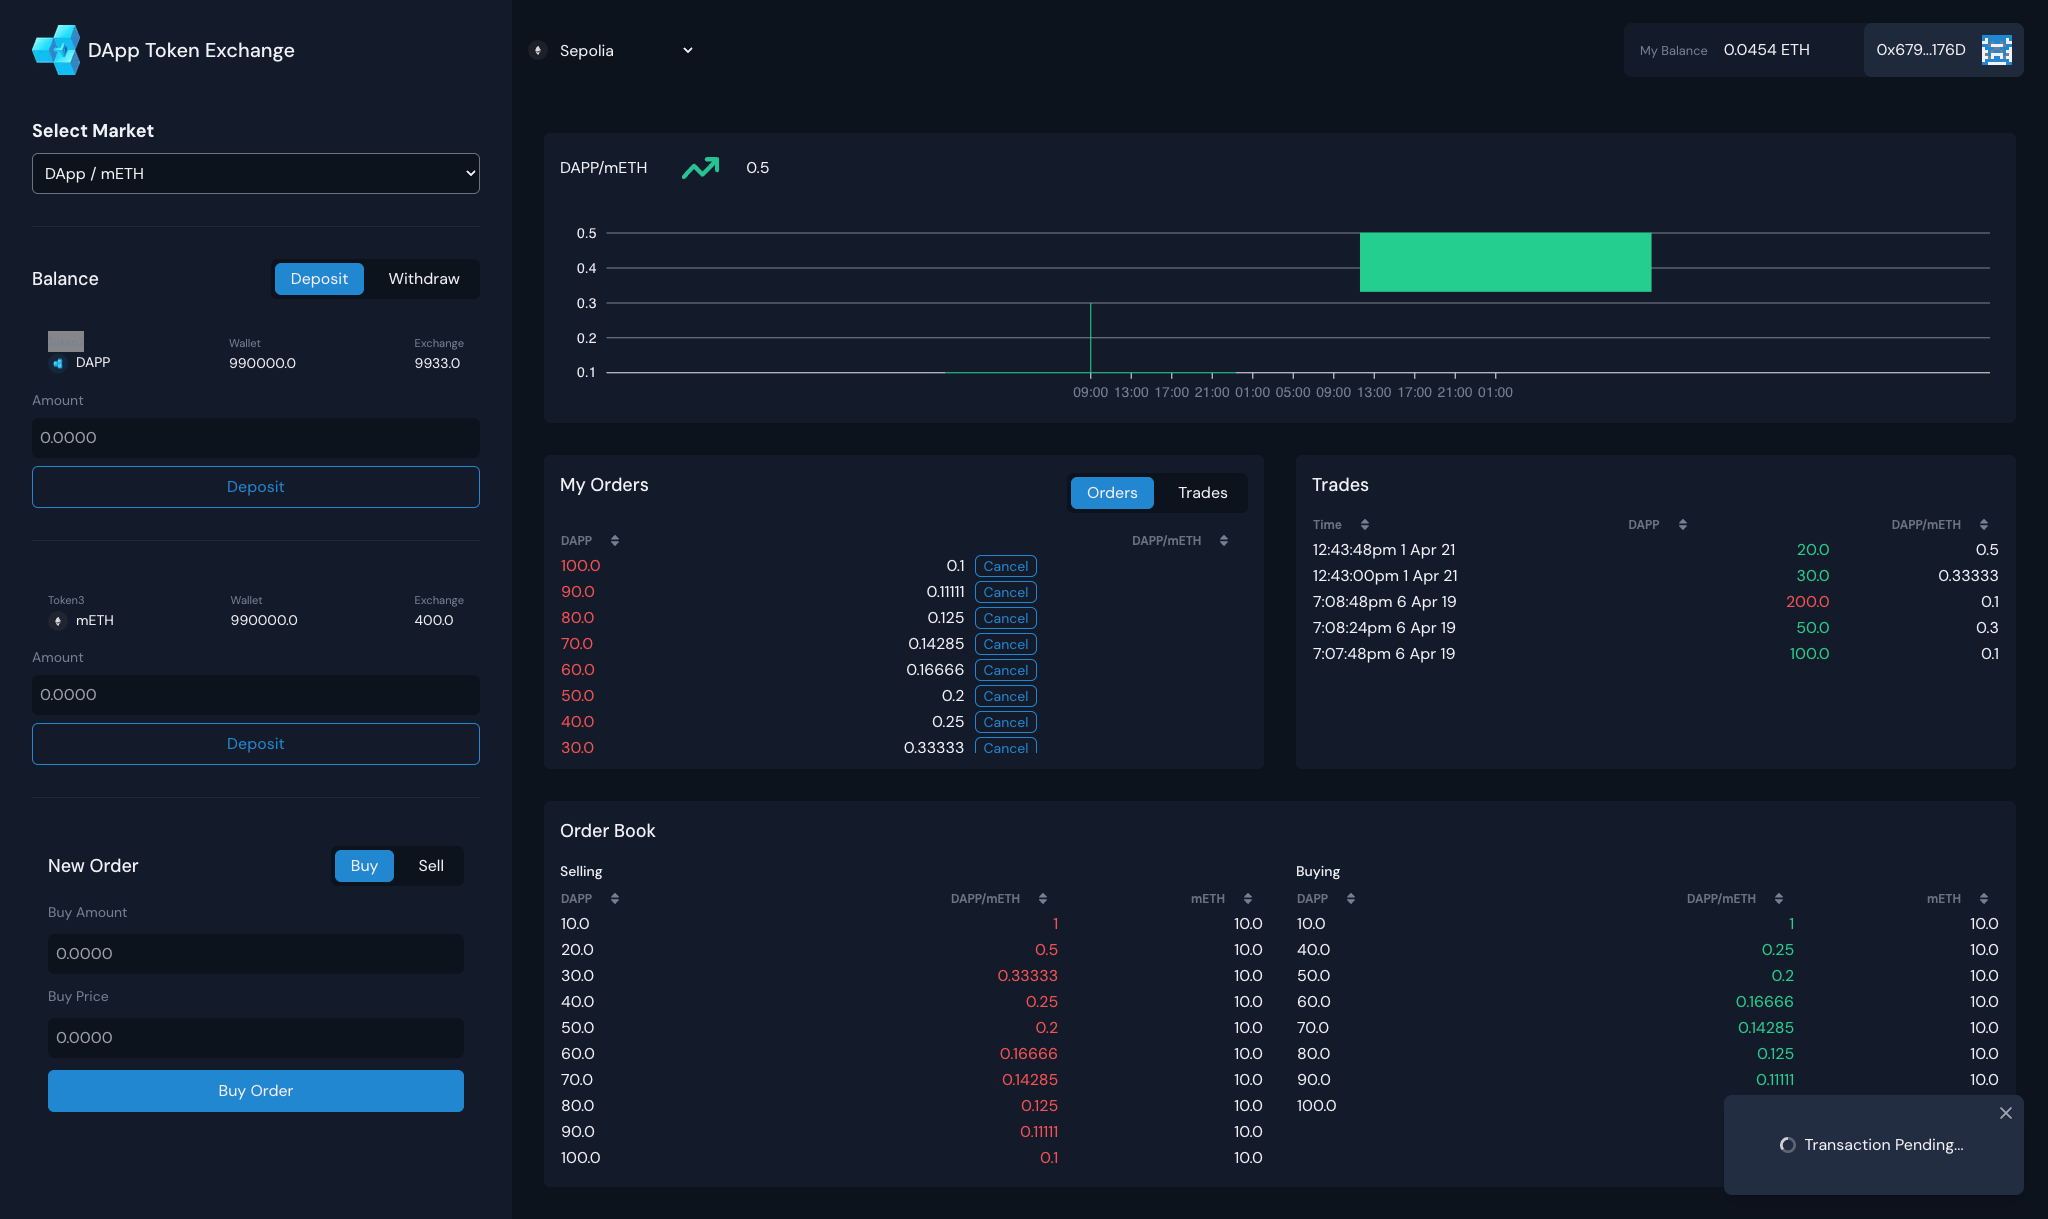 DApp Token Exchange
Select Market
DApp / mETH
Balance
Deposit Withdraw
Wallet Exchange
DAPP 990000.0 9933.0
Amount
0.0000
Deposit
Token3 Wallet Exchange
mETH 990000.0 400.0
Amount
0.0000
Deposit
New Order
Buy Sell
Buy Amount
0.0000
Buy Price
0.0000
Buy Order
Sepolia
My Balance 0.0454 ETH 0x679...176D
DAPP/mETH 0.5
0.5
0.4
0.3
0.2
0.1
09:00 13:00 17:00 21:00 01:00 05:00 09:00 13:00 17:00 21:00 01:00
My Orders
Orders Trades
DAPP DAPP/mETH
100.0 0.1 Cancel
90.0 0.11111 Cancel
80.0 0.125 Cancel
70.0 0.14285 Cancel
60.0 0.16666 Cancel
50.0 0.2 Cancel
40.0 0.25 Cancel
30.0 0.33333 Cancel
Trades
Time DAPP DAPP/mETH
12:43:48pm 1 Apr 21 20.0 0.5
12:43:00pm 1 Apr 21 30.0 0.33333
7:08:48pm 6 Apr 19 200.0 0.1
7:08:24pm 6 Apr 19 50.0 0.3
7:07:48pm 6 Apr 19 100.0 0.1
Order Book
Selling
DAPP DAPP/mETH mETH
10.0 1 10.0
20.0 0.5 10.0
30.0 0.33333 10.0
40.0 0.25 10.0
50.0 0.2 10.0
60.0 0.16666 10.0
70.0 0.14285 10.0
80.0 0.125 10.0
90.0 0.11111 10.0
100.0 0.1 10.0
Buying
DAPP DAPP/mETH mETH
10.0 1 10.0
40.0 0.25 10.0
50.0 0.2 10.0
60.0 0.16666 10.0
70.0 0.14285 10.0
80.0 0.125 10.0
90.0 0.11111 10.0
100.0
Transaction Pending...